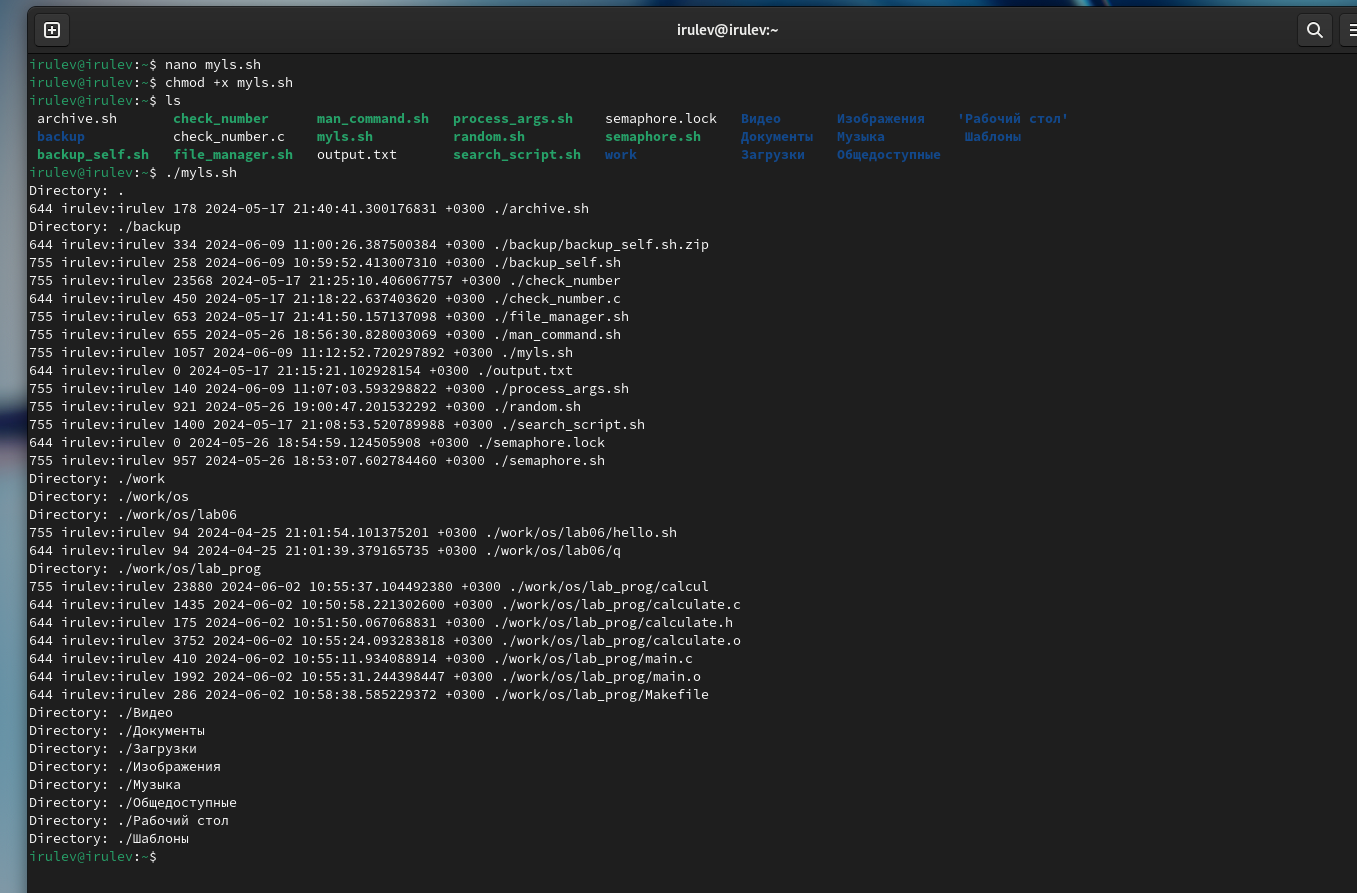 irulev@irulev:~
irulev@irulev:~$ nano myls.sh
irulev@irulev:~$ chmod +x myls.sh
irulev@irulev:~$ ls
archive.sh check_number man_command.sh process_args.sh semaphore.lock Видео Изображения 'Рабочий стол'
backup check_number.c myls.sh random.sh semaphore.sh Документы Музыка Шаблоны
backup_self.sh file_manager.sh output.txt search_script.sh work Загрузки Общедоступные
irulev@irulev:~$ ./myls.sh
Directory: .
644 irulev:irulev 178 2024-05-17 21:40:41.300176831 +0300 ./archive.sh
Directory: ./backup
644 irulev:irulev 334 2024-06-09 11:00:26.387500384 +0300 ./backup/backup_self.sh.zip
755 irulev:irulev 258 2024-06-09 10:59:52.413007310 +0300 ./backup_self.sh
755 irulev:irulev 23568 2024-05-17 21:25:10.406067757 +0300 ./check_number
644 irulev:irulev 450 2024-05-17 21:18:22.637403620 +0300 ./check_number.c
755 irulev:irulev 653 2024-05-17 21:41:50.157137098 +0300 ./file_manager.sh
755 irulev:irulev 655 2024-05-26 18:56:30.828003069 +0300 ./man_command.sh
755 irulev:irulev 1057 2024-06-09 11:12:52.720297892 +0300 ./myls.sh
644 irulev:irulev 0 2024-05-17 21:15:21.102928154 +0300 ./output.txt
755 irulev:irulev 140 2024-06-09 11:07:03.593298822 +0300 ./process_args.sh
755 irulev:irulev 921 2024-05-26 19:00:47.201532292 +0300 ./random.sh
755 irulev:irulev 1400 2024-05-17 21:08:53.520789988 +0300 ./search_script.sh
644 irulev:irulev 0 2024-05-26 18:54:59.124505908 +0300 ./semaphore.lock
755 irulev:irulev 957 2024-05-26 18:53:07.602784460 +0300 ./semaphore.sh
Directory: ./work
Directory: ./work/os
Directory: ./work/os/lab06
755 irulev:irulev 94 2024-04-25 21:01:54.101375201 +0300 ./work/os/lab06/hello.sh
644 irulev:irulev 94 2024-04-25 21:01:39.379165735 +0300 ./work/os/lab06/q
Directory: ./work/os/lab_prog
755 irulev:irulev 23880 2024-06-02 10:55:37.104492380 +0300 ./work/os/lab_prog/calcul
644 irulev:irulev 1435 2024-06-02 10:50:58.221302600 +0300 ./work/os/lab_prog/calculate.c
644 irulev:irulev 175 2024-06-02 10:51:50.067068831 +0300 ./work/os/lab_prog/calculate.h
644 irulev:irulev 3752 2024-06-02 10:55:24.093283818 +0300 ./work/os/lab_prog/calculate.o
644 irulev:irulev 410 2024-06-02 10:55:11.934088914 +0300 ./work/os/lab_prog/main.c
644 irulev:irulev 1992 2024-06-02 10:55:31.244398447 +0300 ./work/os/lab_prog/main.o
644 irulev:irulev 286 2024-06-02 10:58:38.585229372 +0300 ./work/os/lab_prog/Makefile
Directory: ./Видео
Directory: ./Документы
Directory: ./Загрузки
Directory: ./Изображения
Directory: ./Музыка
Directory: ./Общедоступные
Directory: ./Рабочий стол
Directory: ./Шаблоны
irulev@irulev:~$